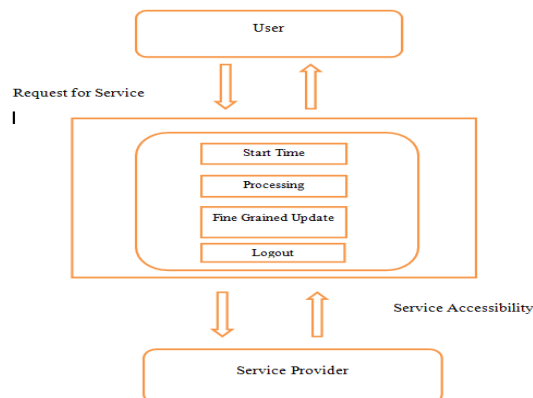 User
Request for Service
Start Time
Processing
Fine Grained Update
Logout
Service Accessibility
Service Provider